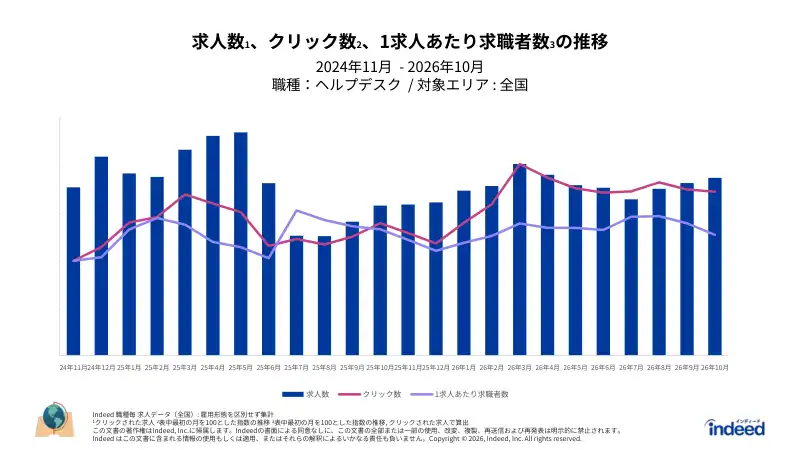 求人数1、クリック数2、1求人あたり求職者数3の推移
2024年11月 - 2026年10月
職種：ヘルプデスク / 対象エリア : 全国
24年11月 24年12月 25年1月 25年2月 25年3月 25年4月 25年5月 25年6月 25年7月 25年8月 25年9月 25年10月 25年11月 25年12月 26年1月 26年2月 26年3月 26年4月 26年5月 26年6月 26年7月 26年8月 26年9月 26年10月
求人数 クリック数 1求人あたり求職者数
Indeed 職種毎 求人データ（全国）: 雇用形態を区別せず集計
¹クリックされた求人 ²表中最初の月を100とした指数の推移 ³表中最初の月を100とした指数の推移, クリックされた求人で算出
この文書の著作権はIndeed, Inc.に帰属します。Indeedの書面による同意なしに、この文書の全部または一部の使用、改変、複製、再送信および再発表は明示的に禁止されます。
Indeed はこの文書に含まれる情報の使用もしくは適用、またはそれらの解釈によるいかなる責任も負いません。Copyright © 2026, Indeed, Inc. All rights reserved.
インディード
indeed